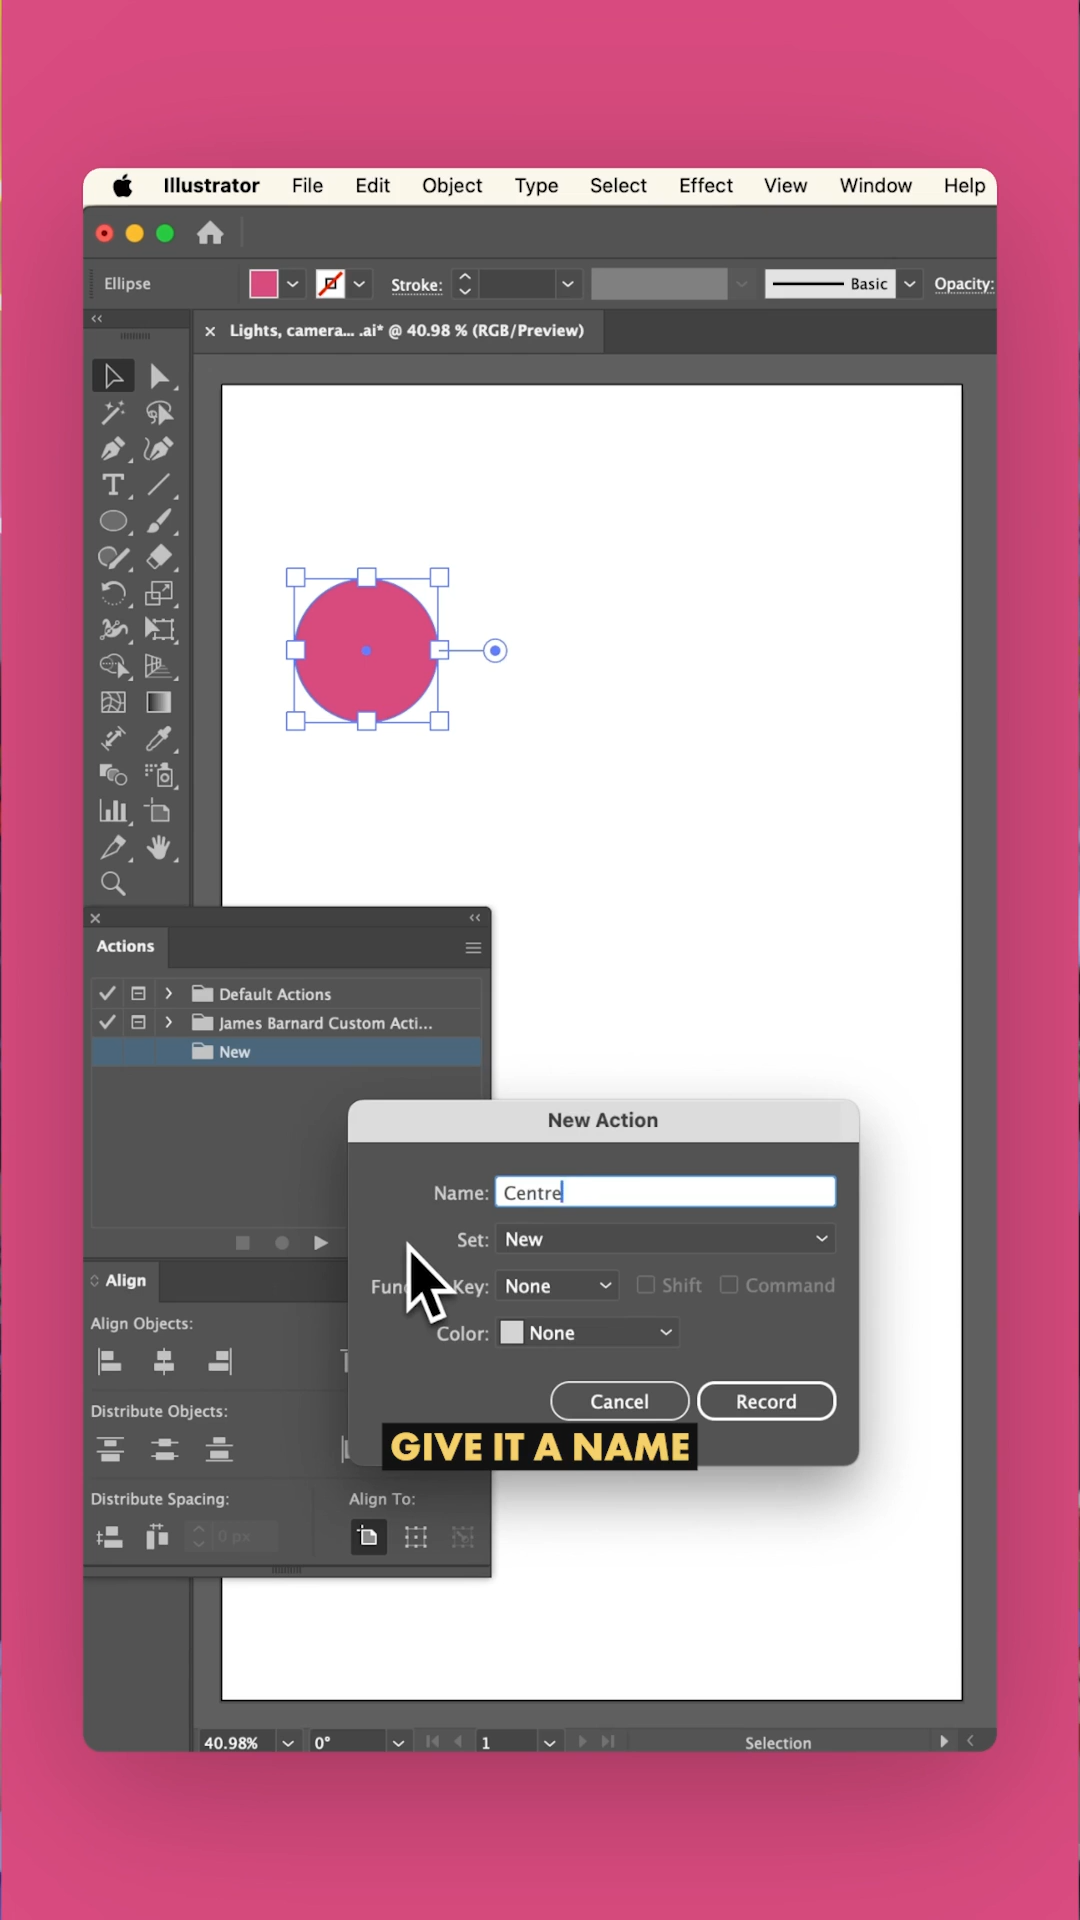 Illustrator File Edit Object Type Select Effect View Window Help
Ellipse Stroke: Basic Opacity:
Lights, camera... .ai* @ 40.98 % (RGB/Preview)
Actions
Default Actions
James Barnard Custom Acti...
New
New Action
Name: Centre
Set: New
Key: None Shift Command
Color: None
Cancel Record
GIVE IT A NAME
Align
Align Objects:
Distribute Objects:
Distribute Spacing: Align To:
0 px
40.98% 0° 1 Selection